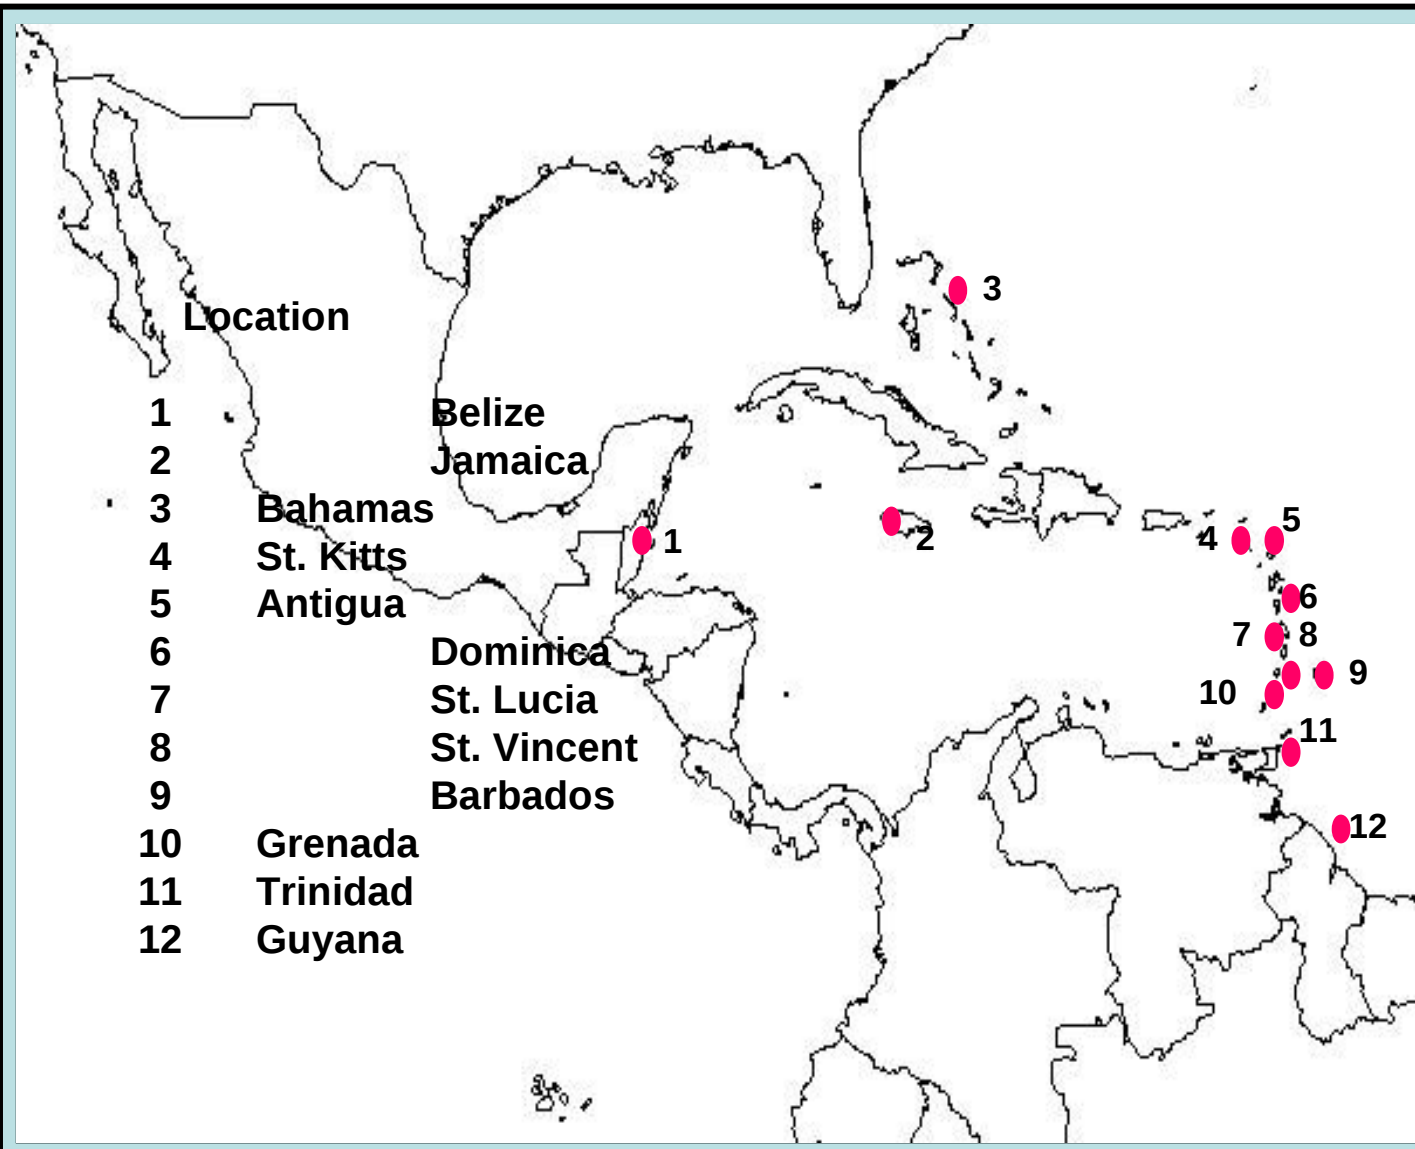 Location
1 Belize
2 Jamaica
3 Bahamas
4 St. Kitts
5 Antigua
6 Dominica
7 St. Lucia
8 St. Vincent
9 Barbados
10 Grenada
11 Trinidad
12 Guyana
3
1
2
4
5
6
7
8
9
10
11
12